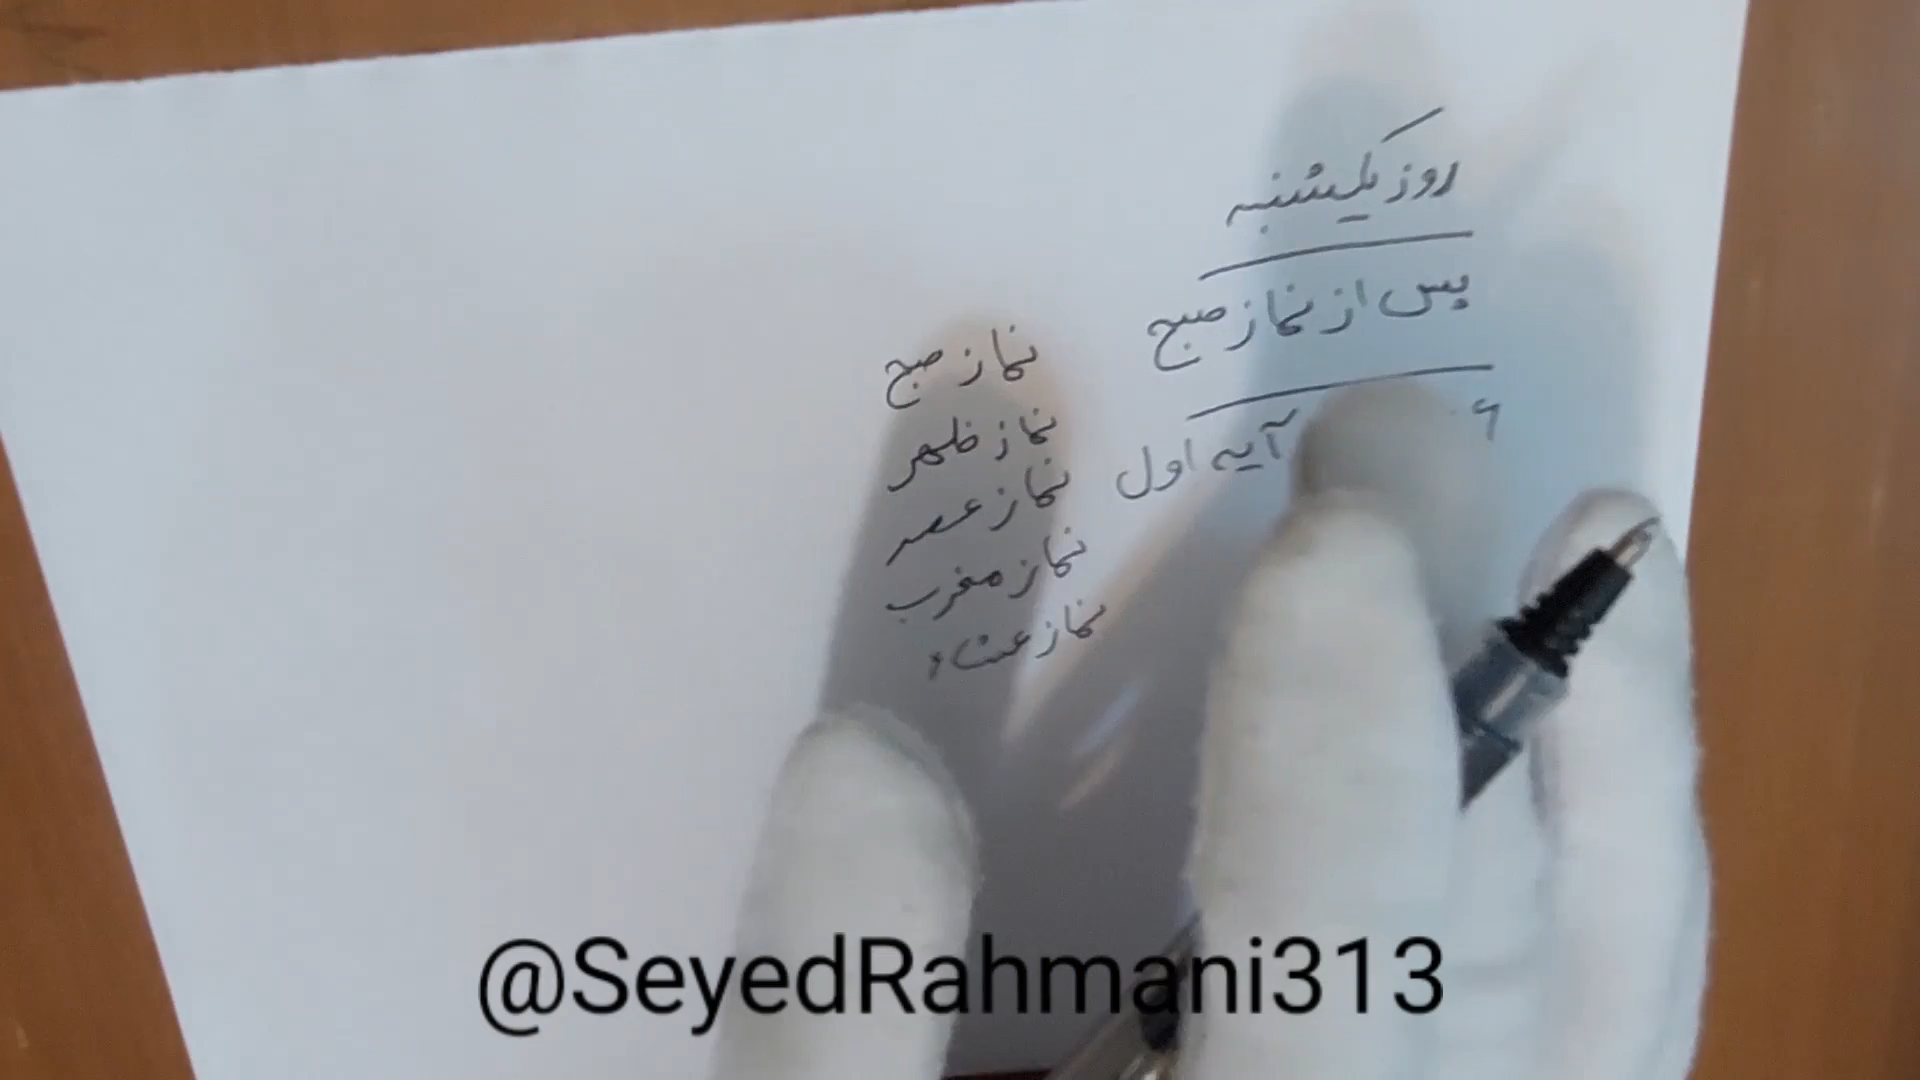 روز یکشنبه
پس از نماز صبح
۶ آیه اول
نماز صبح
نماز ظهر
نماز عصر
نماز مغرب
نماز عشاء
@SeyedRahmani313